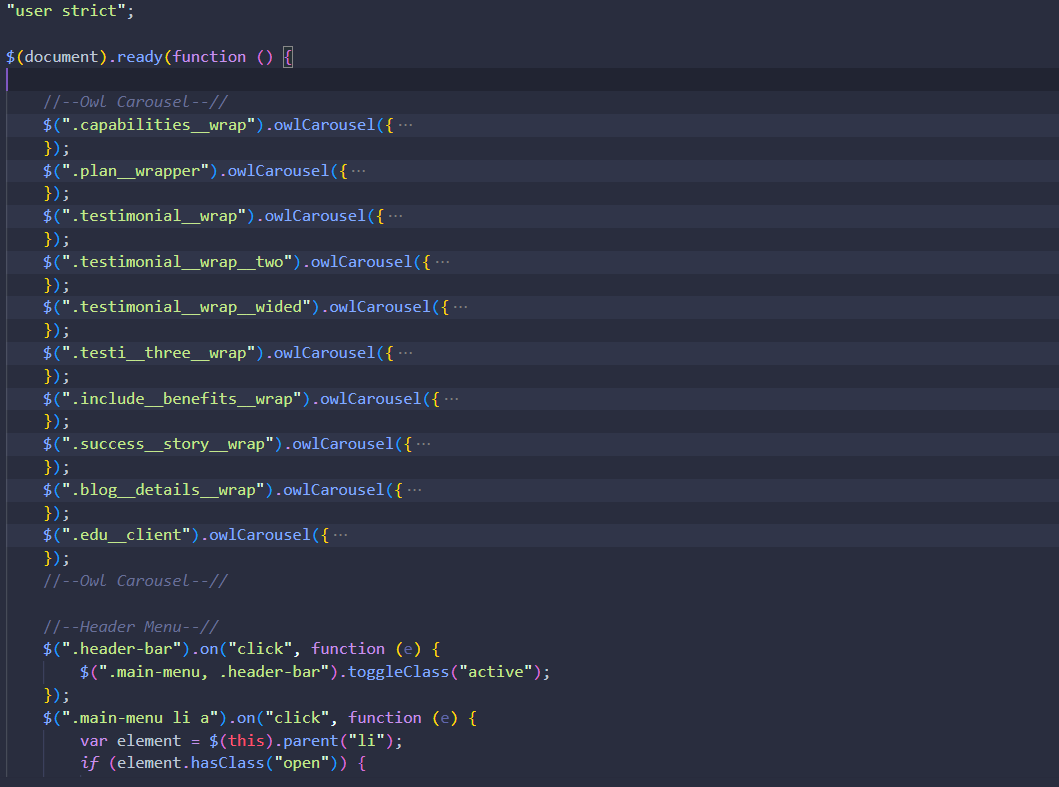 "user strict";
$(document).ready(function () {
//--Owl Carousel--//
$(".capabilities__wrap").owlCarousel({ ···
});
$(".plan__wrapper").owlCarousel({ ···
});
$(".testimonial__wrap").owlCarousel({ ···
});
$(".testimonial__wrap__two").owlCarousel({ ···
});
$(".testimonial__wrap__wided").owlCarousel({ ···
});
$(".testi__three__wrap").owlCarousel({ ···
});
$(".include__benefits__wrap").owlCarousel({ ···
});
$(".success__story__wrap").owlCarousel({ ···
});
$(".blog__details__wrap").owlCarousel({ ···
});
$(".edu__client").owlCarousel({ ···
});
//--Owl Carousel--//
//--Header Menu--//
$(".header-bar").on("click", function (e) {
$(".main-menu, .header-bar").toggleClass("active");
});
$(".main-menu li a").on("click", function (e) {
var element = $(this).parent("li");
if (element.hasClass("open")) {